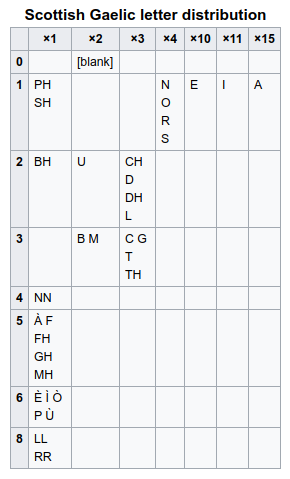 Scottish Gaelic letter distribution
×1 ×2 ×3 ×4 ×10 ×11 ×15
0 [blank]
1 PH N E I A
SH O
R
S
2 BH U CH
D
DH
L
3 B M C G
T
TH
4 NN
5 À F
FH
GH
MH
6 È Ì Ò
P Ù
8 LL
RR